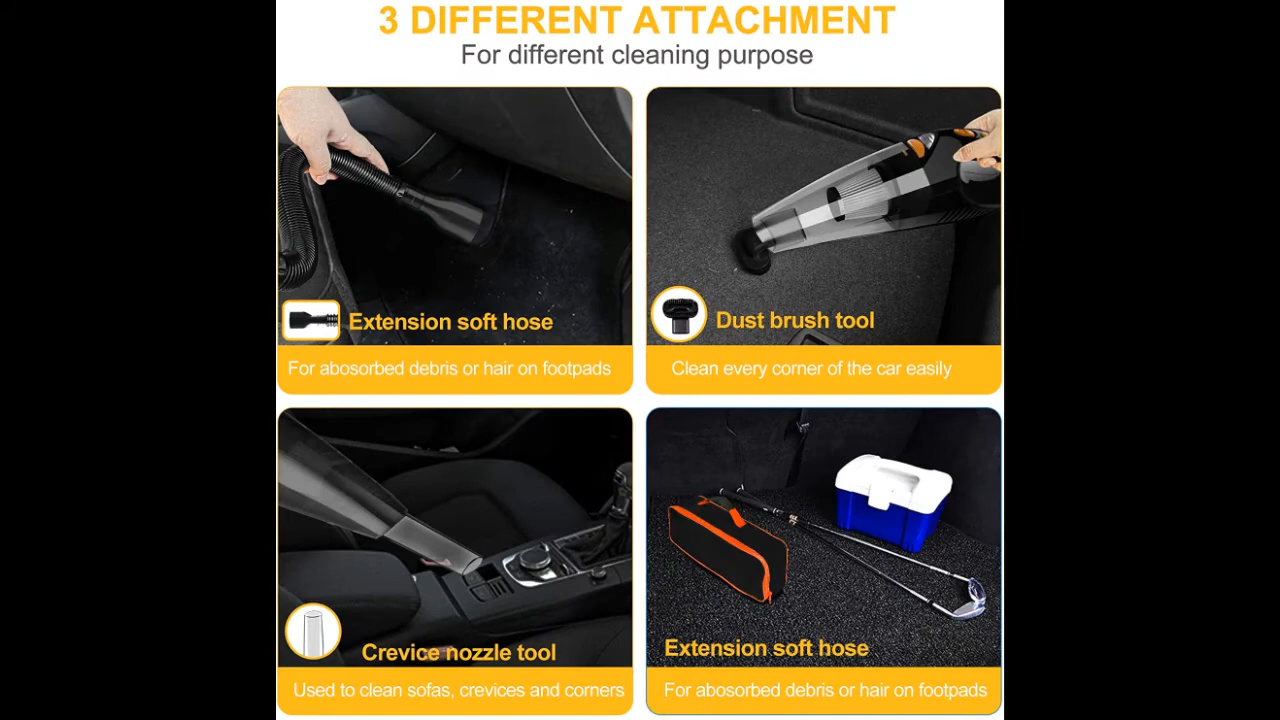 3 DIFFERENT ATTACHMENT
For different cleaning purpose
Extension soft hose
For abosorbed debris or hair on footpads
Dust brush tool
Clean every corner of the car easily
Crevice nozzle tool
Used to clean sofas, crevices and corners
Extension soft hose
For abosorbed debris or hair on footpads